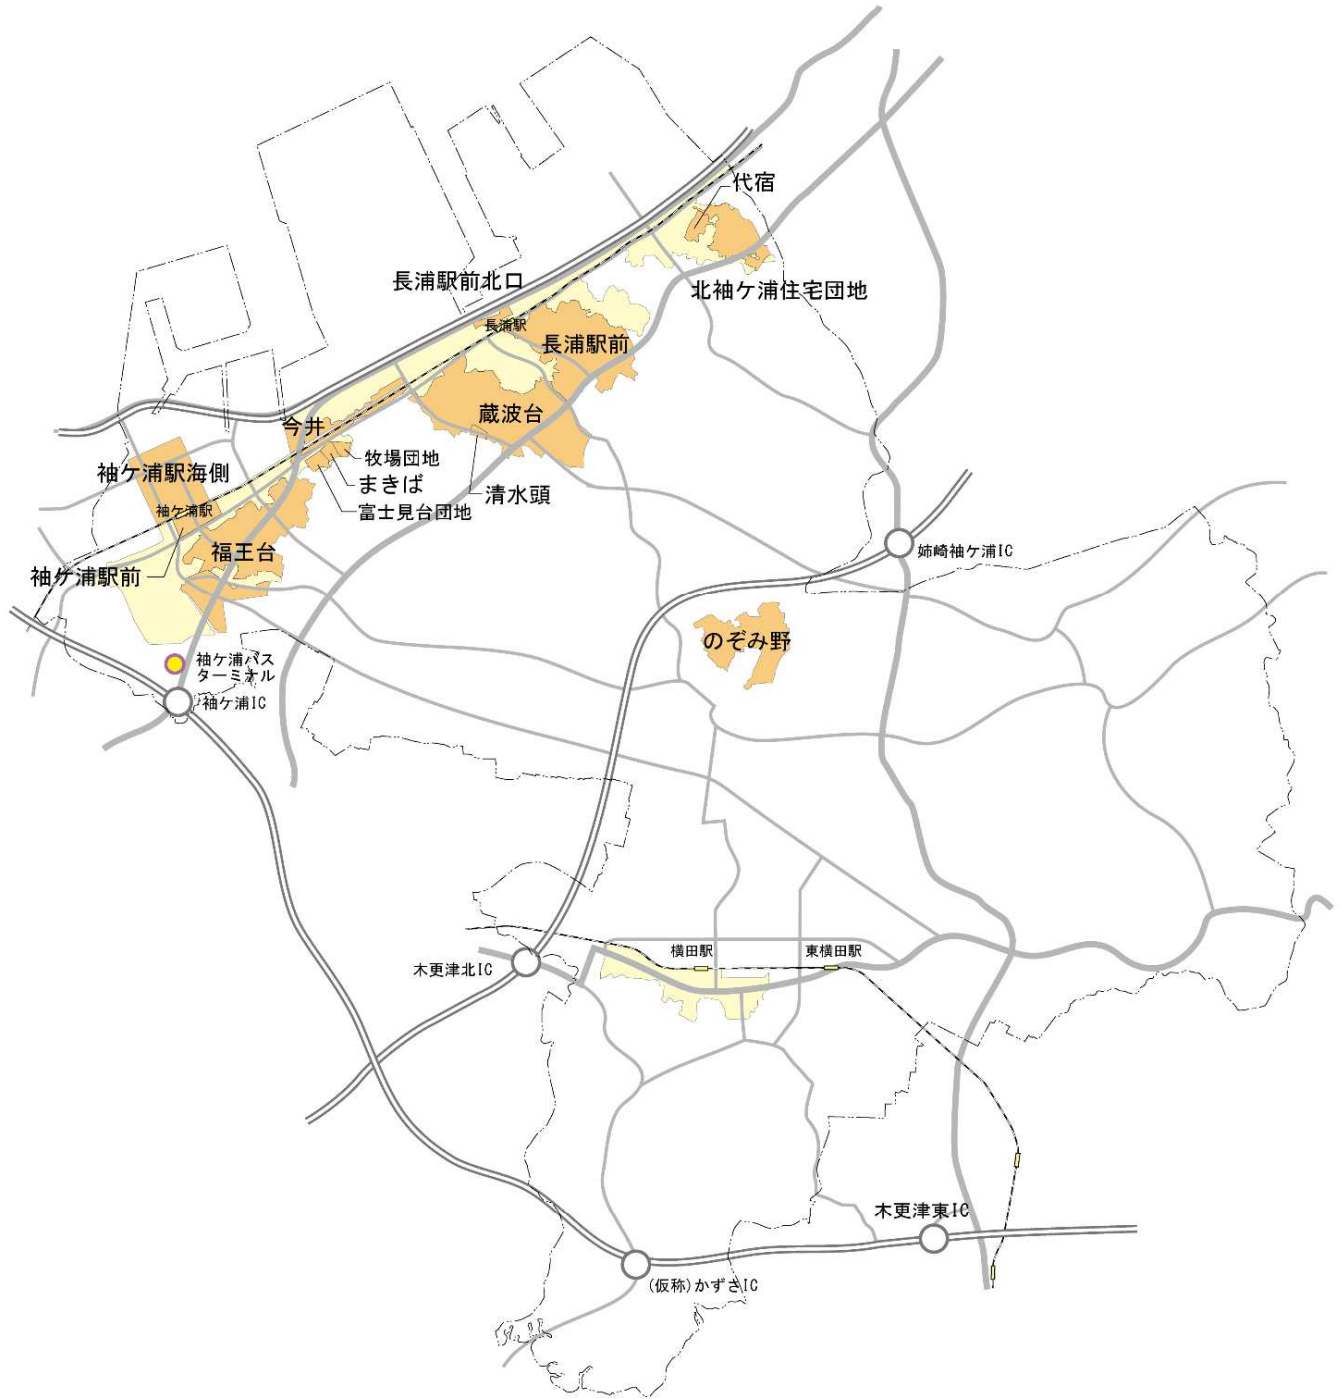 代宿
長浦駅前北口
北袖ケ浦住宅団地
長浦駅
長浦駅前
蔵波台
今井
牧場団地
袖ケ浦駅海側
まきば
清水頭
袖ケ浦駅
富士見台団地
福王台
姉崎袖ケ浦IC
袖ケ浦駅前
のぞみ野
袖ケ浦バス
ターミナル
袖ケ浦IC
横田駅
東横田駅
木更津北IC
木更津東IC
(仮称)かずさIC